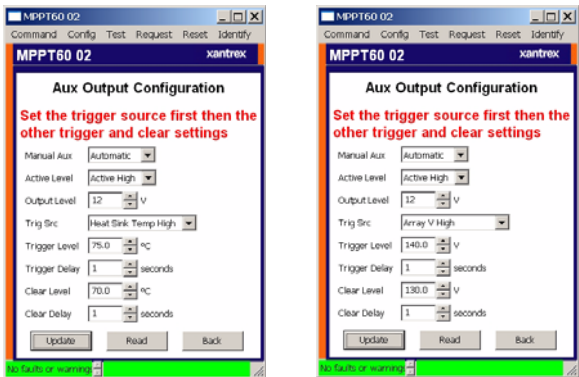 MPPT60 02
Command Config Test Request Reset Identify
MPPT60 02 xantrex
Aux Output Configuration
Set the trigger source first then the
other trigger and clear settings
Manual Aux Automatic
Active Level Active High
Output Level 12 V
Trig Src Heat Sink Temp High
Trigger Level 75.0 ºC
Trigger Delay 1 seconds
Clear Level 70.0 ºC
Clear Delay 1 seconds
Update Read Back
No faults or warnings
MPPT60 02
Command Config Test Request Reset Identify
MPPT60 02 xantrex
Aux Output Configuration
Set the trigger source first then the
other trigger and clear settings
Manual Aux Automatic
Active Level Active High
Output Level 12 V
Trig Src Array V High
Trigger Level 140.0 V
Trigger Delay 1 seconds
Clear Level 130.0 V
Clear Delay 1 seconds
Update Read Back
No faults or warnings